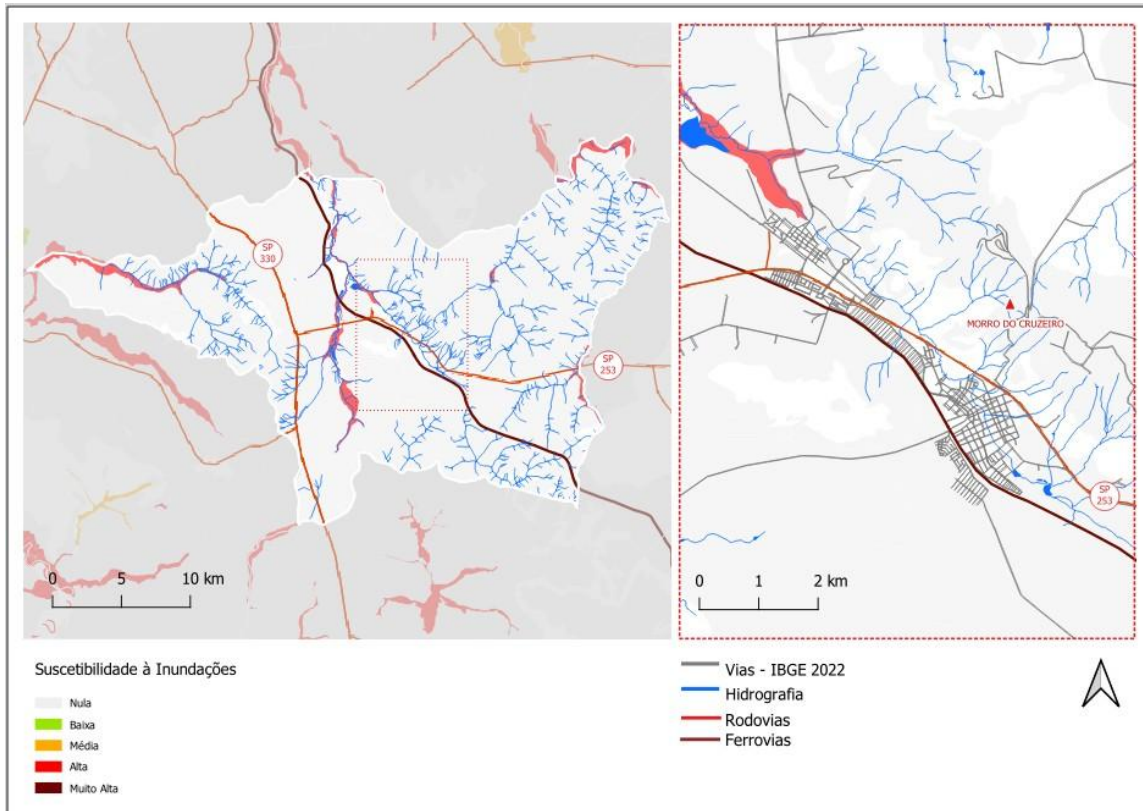 SP
330
SP
253
0 5 10 km
MORRO DO CRUZEIRO
SP
253
0 1 2 km
Suscetibilidade à Inundações
Nula
Baixa
Média
Alta
Muito Alta
Vias - IBGE 2022
Hidrografia
Rodovias
Ferrovias